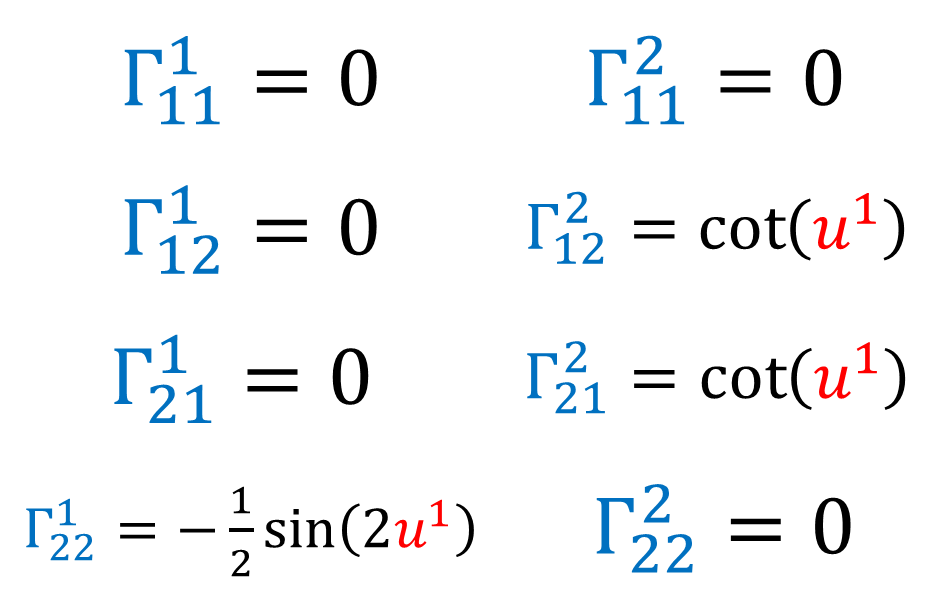 Γ¹₁₁ = 0 Γ²₁₁ = 0
Γ¹₁₂ = 0 Γ²₁₂ = cot(u¹)
Γ¹₂₁ = 0 Γ²₂₁ = cot(u¹)
Γ¹₂₂ = −½ sin(2u¹) Γ²₂₂ = 0